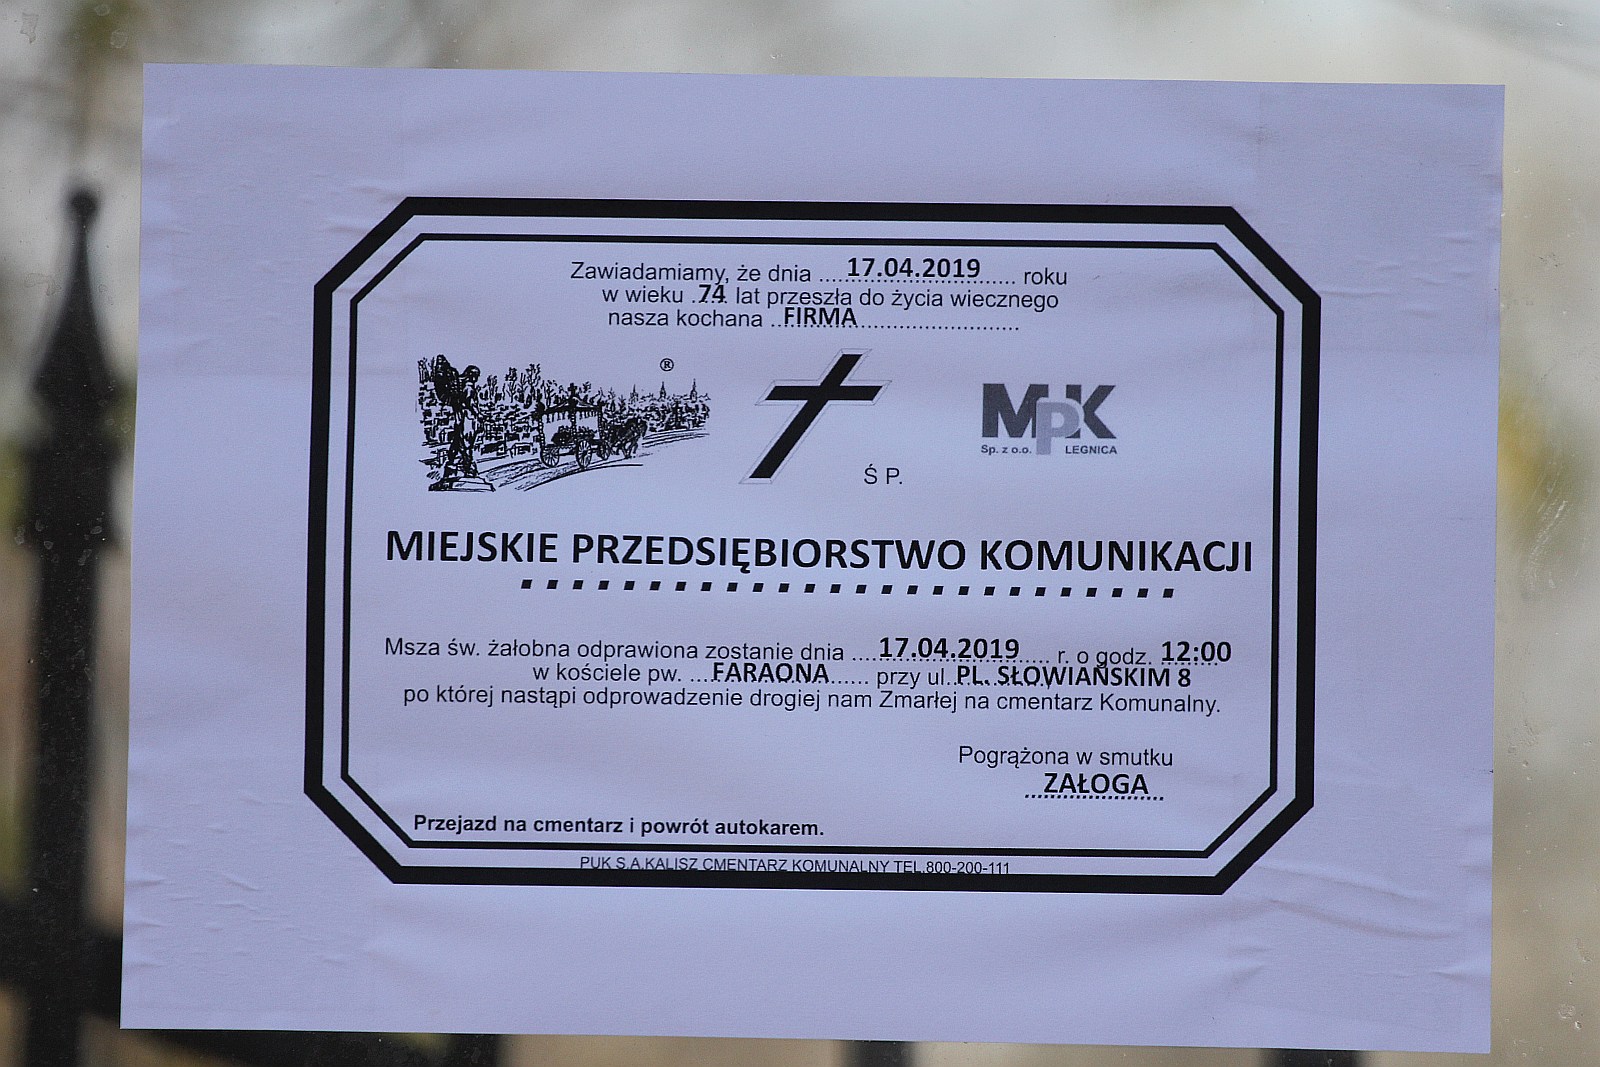 Zawiadamiamy, że dnia ....17.04.2019..... roku
w wieku .74. lat przeszła do życia wiecznego
nasza kochana ..FIRMA........................
®
MPK
Sp. z o.o. LEGNICA
Ś P.
MIEJSKIE PRZEDSIĘBIORSTWO KOMUNIKACJI
Msza św. żałobna odprawiona zostanie dnia ....17.04.2019..... r. o godz. 12:00
w kościele pw. ....FARAONA...... przy ul. PL. SŁOWIAŃSKIM 8
po której nastąpi odprowadzenie drogiej nam Zmarłej na cmentarz Komunalny.
Pogrążona w smutku
ZAŁOGA
Przejazd na cmentarz i powrót autokarem.
PUK S.A.KALISZ CMENTARZ KOMUNALNY TEL.800-200-111